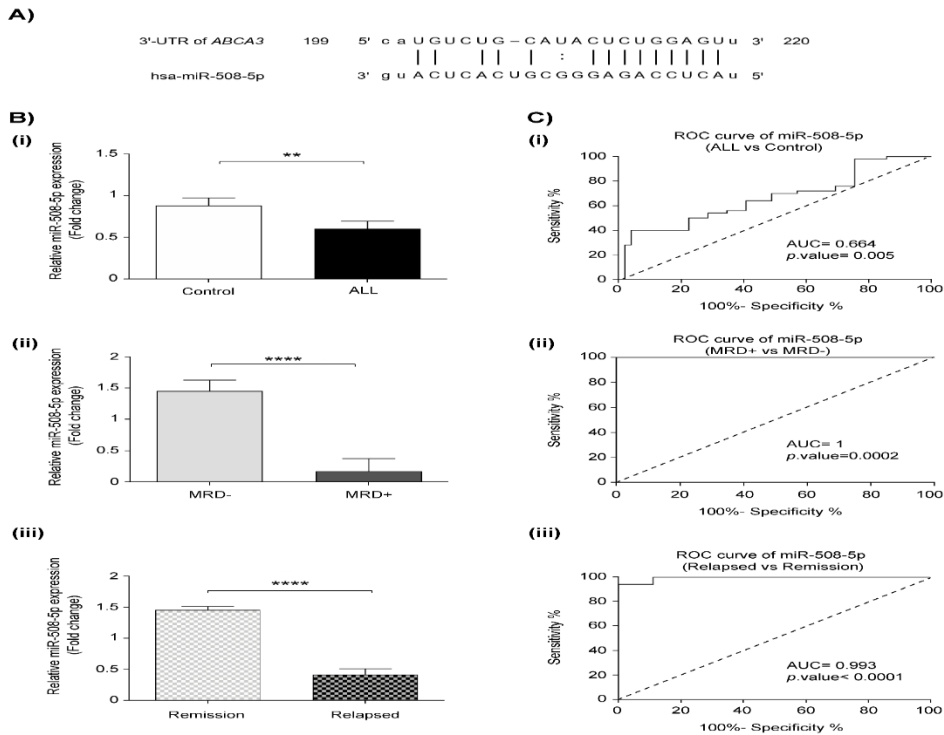 A)
3'-UTR of ABCA3 199 5' c a U G U C U G – C A U A C U C U G G A G U u 3' 220
hsa-miR-508-5p 3' g u A C U C A C U G C G G G A G A C C U C A u 5'
B)
(i)
Relative miR-508-5p expression
(Fold change)
1.5
1
0.5
0
**
Control ALL
(ii)
Relative miR-508-5p expression
(Fold change)
2
1.5
1
0.5
0
****
MRD- MRD+
(iii)
Relative miR-508-5p expression
(Fold change)
2
1.5
1
0.5
0
****
Remission Relapsed
C)
(i)
ROC curve of miR-508-5p
(ALL vs Control)
Sensitivity %
100
80
60
40
20
0
AUC= 0.664
p.value= 0.005
0 20 40 60 80 100
100%- Specificity %
(ii)
ROC curve of miR-508-5p
(MRD+ vs MRD-)
Sensitivity %
100
80
60
40
20
0
AUC= 1
p.value=0.0002
0 20 40 60 80 100
100%- Specificity %
(iii)
ROC curve of miR-508-5p
(Relapsed vs Remission)
Sensitivity %
100
80
60
40
20
0
AUC= 0.993
p.value< 0.0001
0 20 40 60 80 100
100%- Specificity %